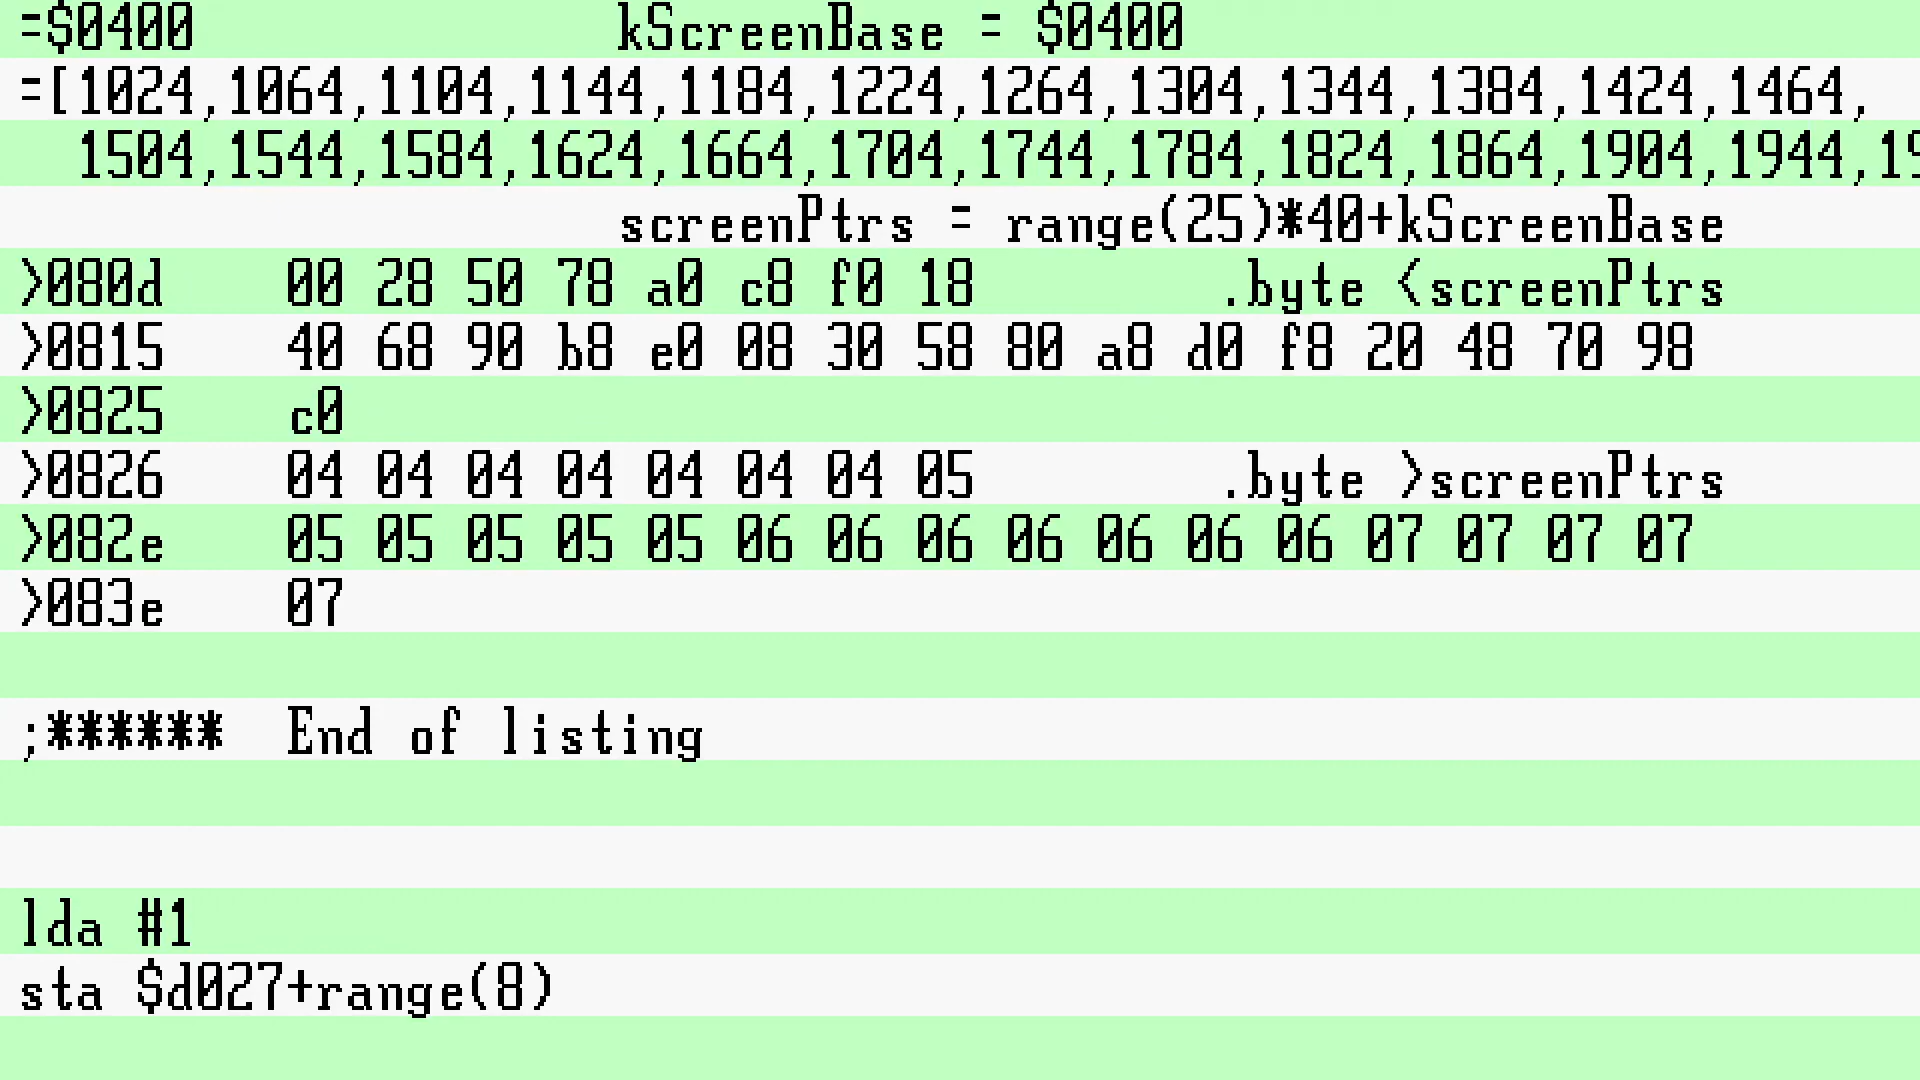 =$0400 kScreenBase = $0400
=[1024,1064,1104,1144,1184,1224,1264,1304,1344,1384,1424,1464,
1504,1544,1584,1624,1664,1704,1744,1784,1824,1864,1904,1944,19
screenPtrs = range(25)*40+kScreenBase
>080d 00 28 50 78 a0 c8 f0 18 .byte <screenPtrs
>0815 40 68 90 b8 e0 08 30 58 80 a8 d0 f8 20 48 70 98
>0825 c0
>0826 04 04 04 04 04 04 04 05 .byte >screenPtrs
>082e 05 05 05 05 05 06 06 06 06 06 06 06 07 07 07 07
>083e 07
;****** End of listing
lda #1
sta $d027+range(8)